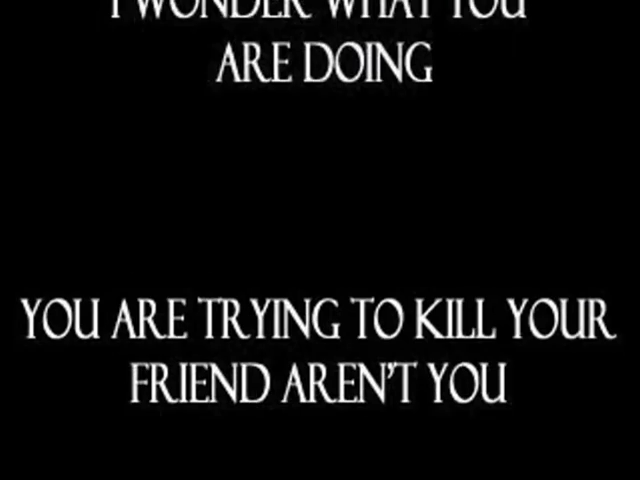 I WONDER WHAT YOU
ARE DOING
YOU ARE TRYING TO KILL YOUR
FRIEND AREN'T YOU